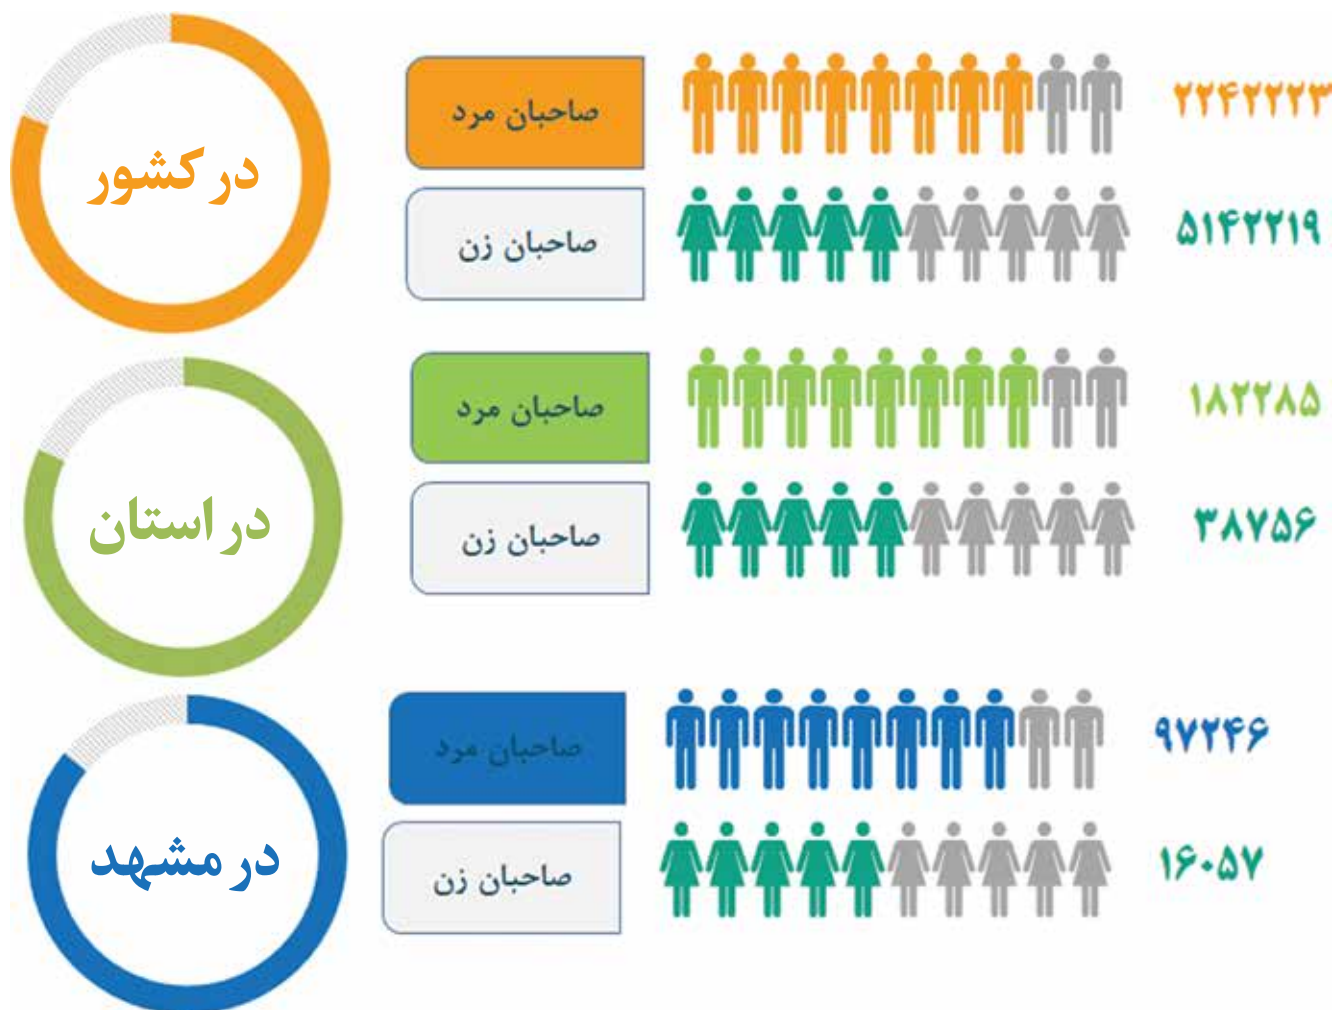 در کشور
صاحبان مرد
۲۲۴۲۲۲۳
صاحبان زن
۵۱۴۲۲۱۹
در استان
صاحبان مرد
۱۸۲۲۸۵
صاحبان زن
۳۸۷۵۶
در مشهد
صاحبان مرد
۹۷۲۴۶
صاحبان زن
۱۶۰۵۷